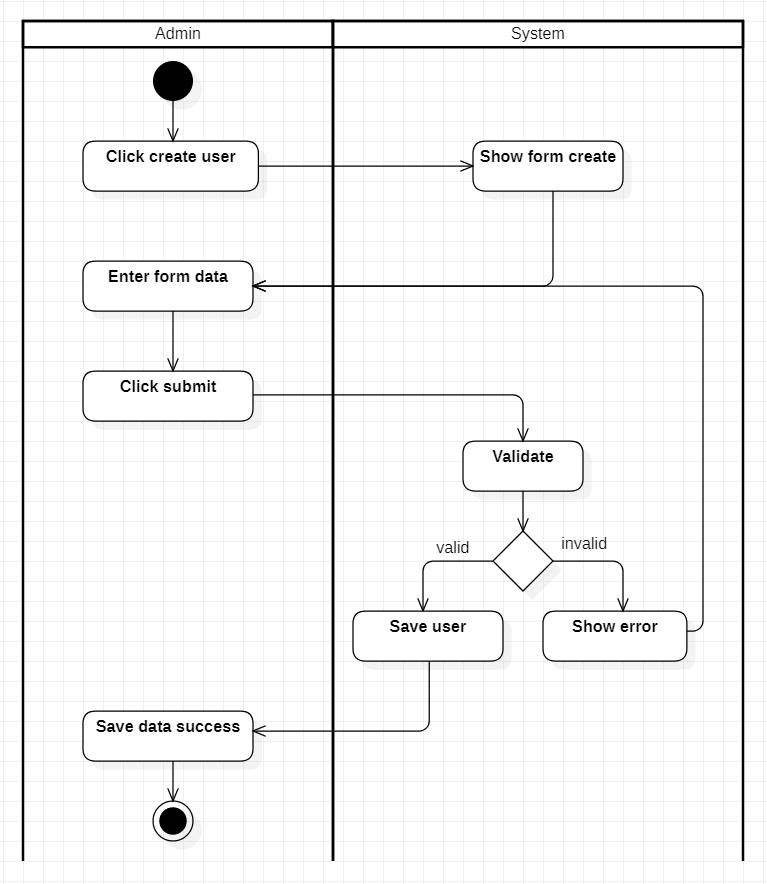 Admin
System
Click create user
Show form create
Enter form data
Click submit
Validate
valid
invalid
Save user
Show error
Save data success